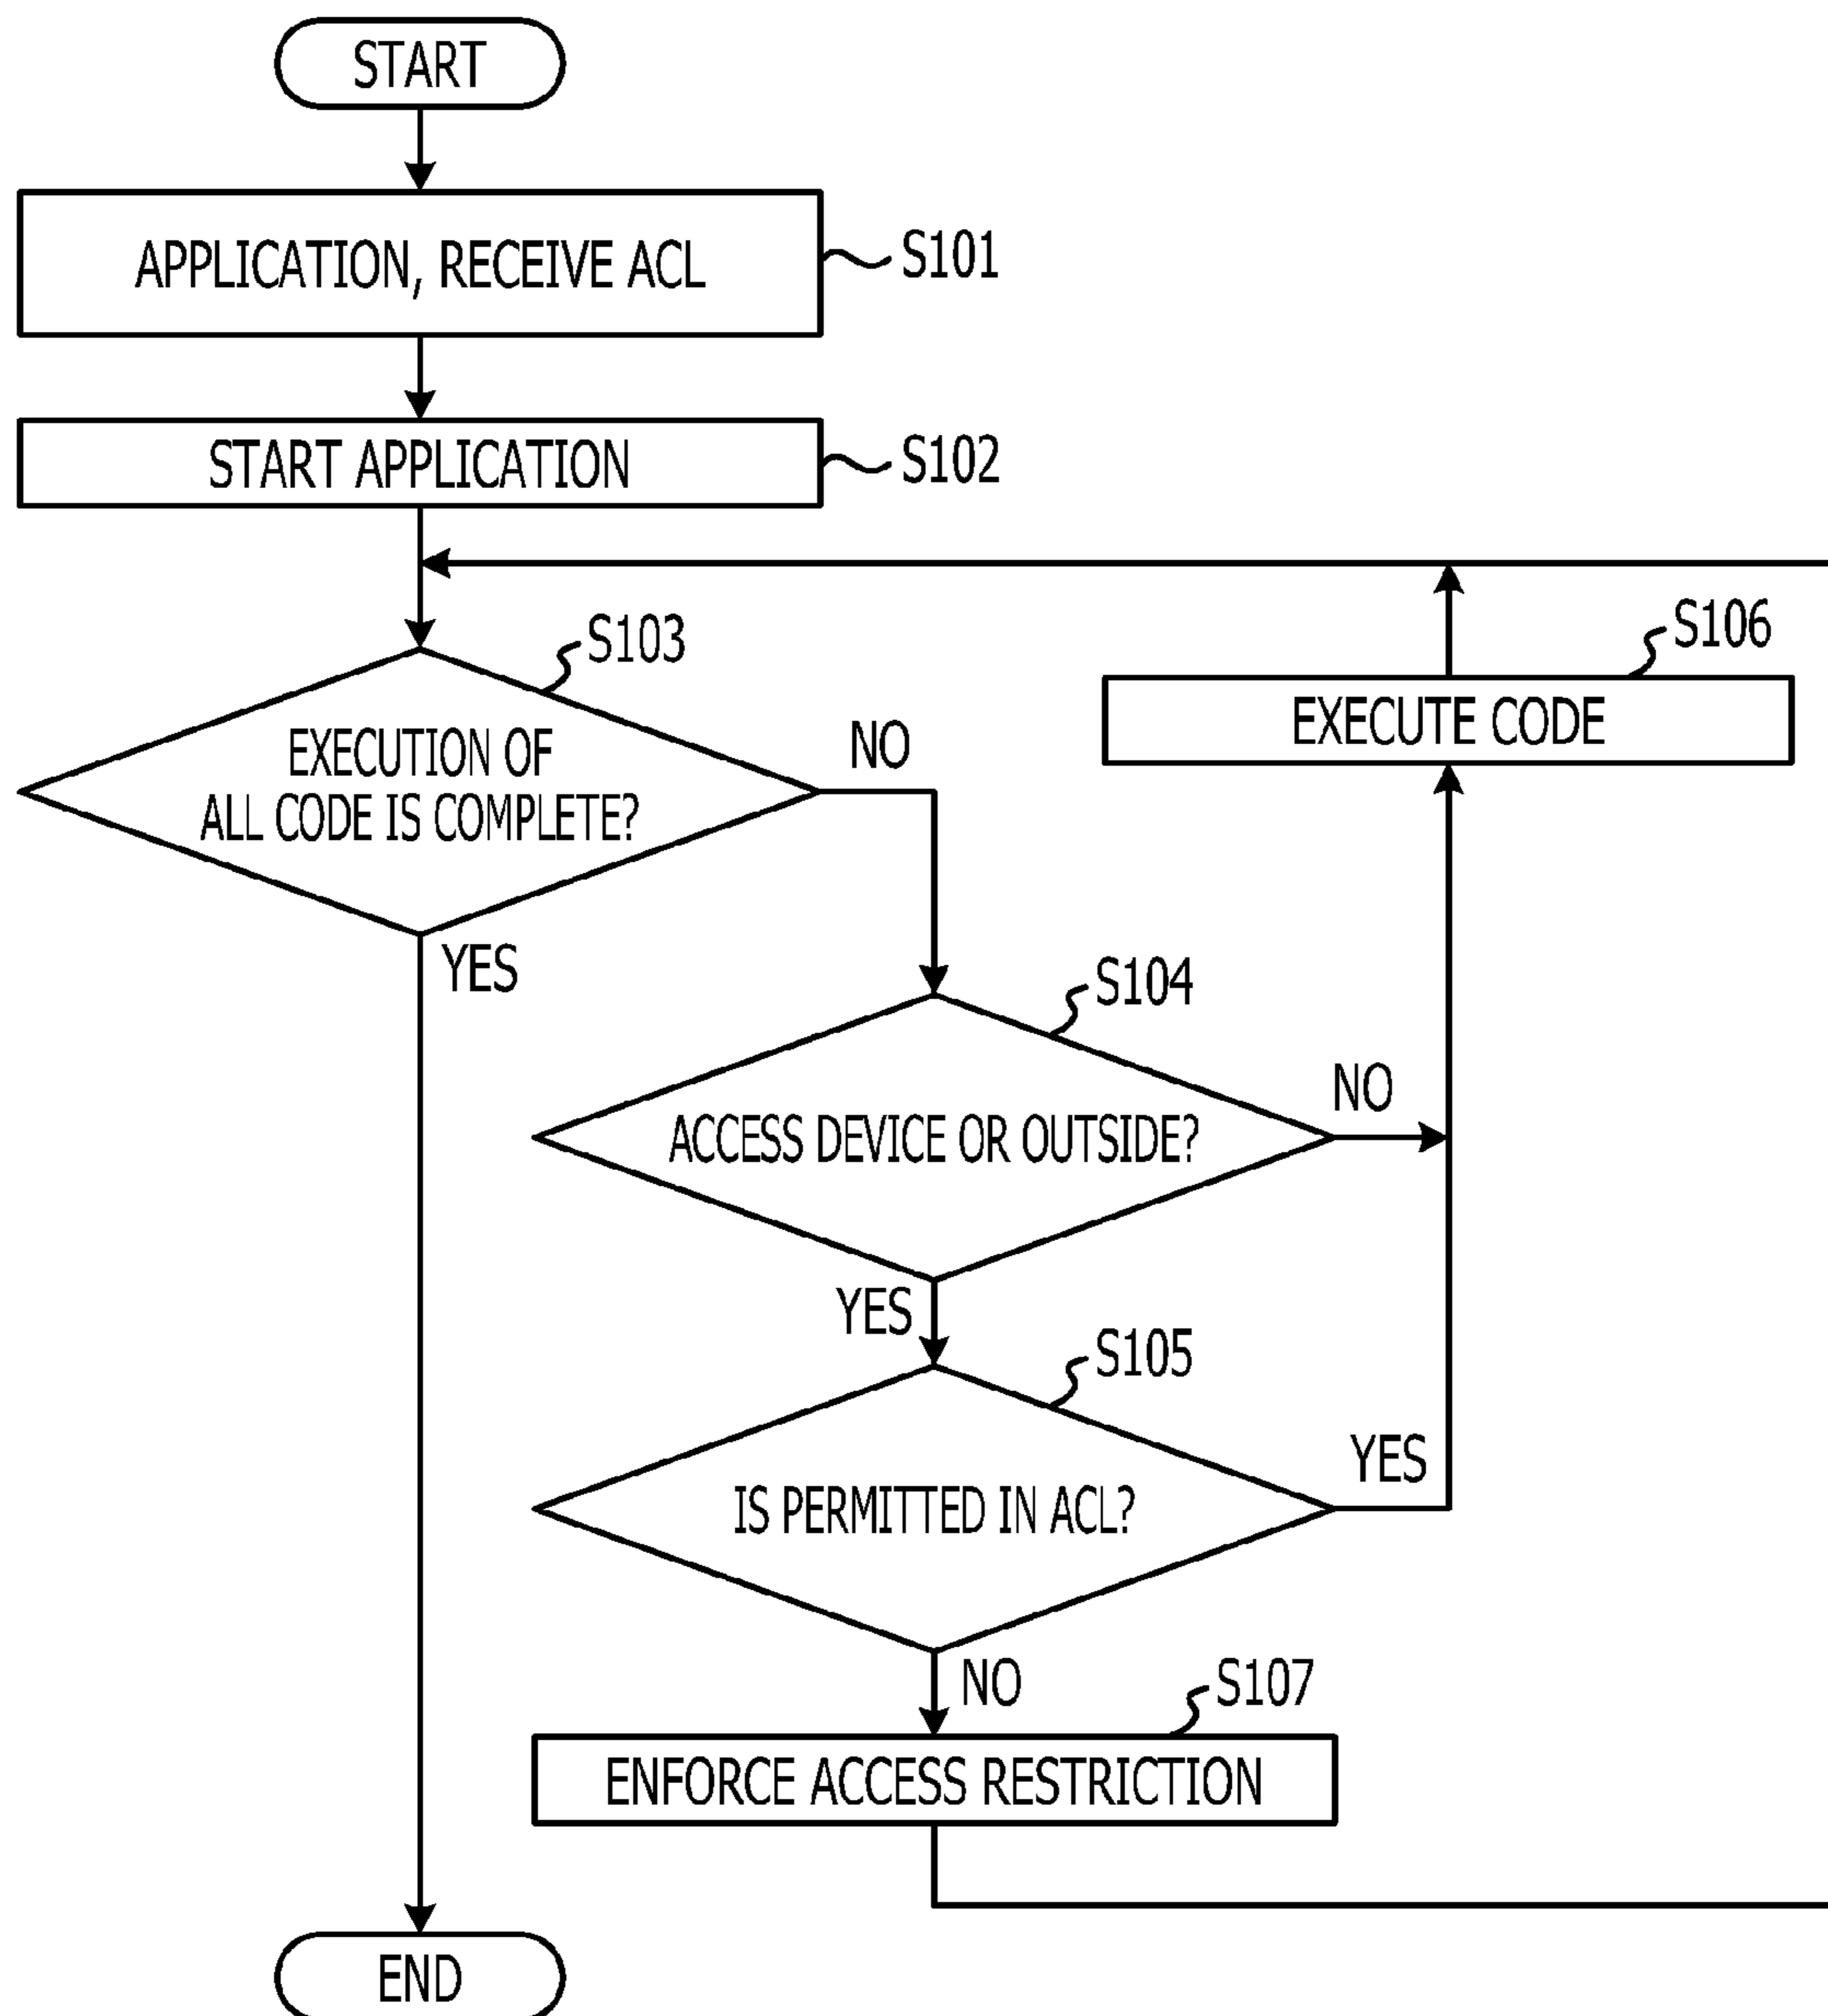 START
APPLICATION, RECEIVE ACL
S101
START APPLICATION
S102
S103
EXECUTION OF
ALL CODE IS COMPLETE?
NO
YES
S106
EXECUTE CODE
S104
ACCESS DEVICE OR OUTSIDE?
NO
YES
S105
IS PERMITTED IN ACL?
YES
NO
S107
ENFORCE ACCESS RESTRICTION
END